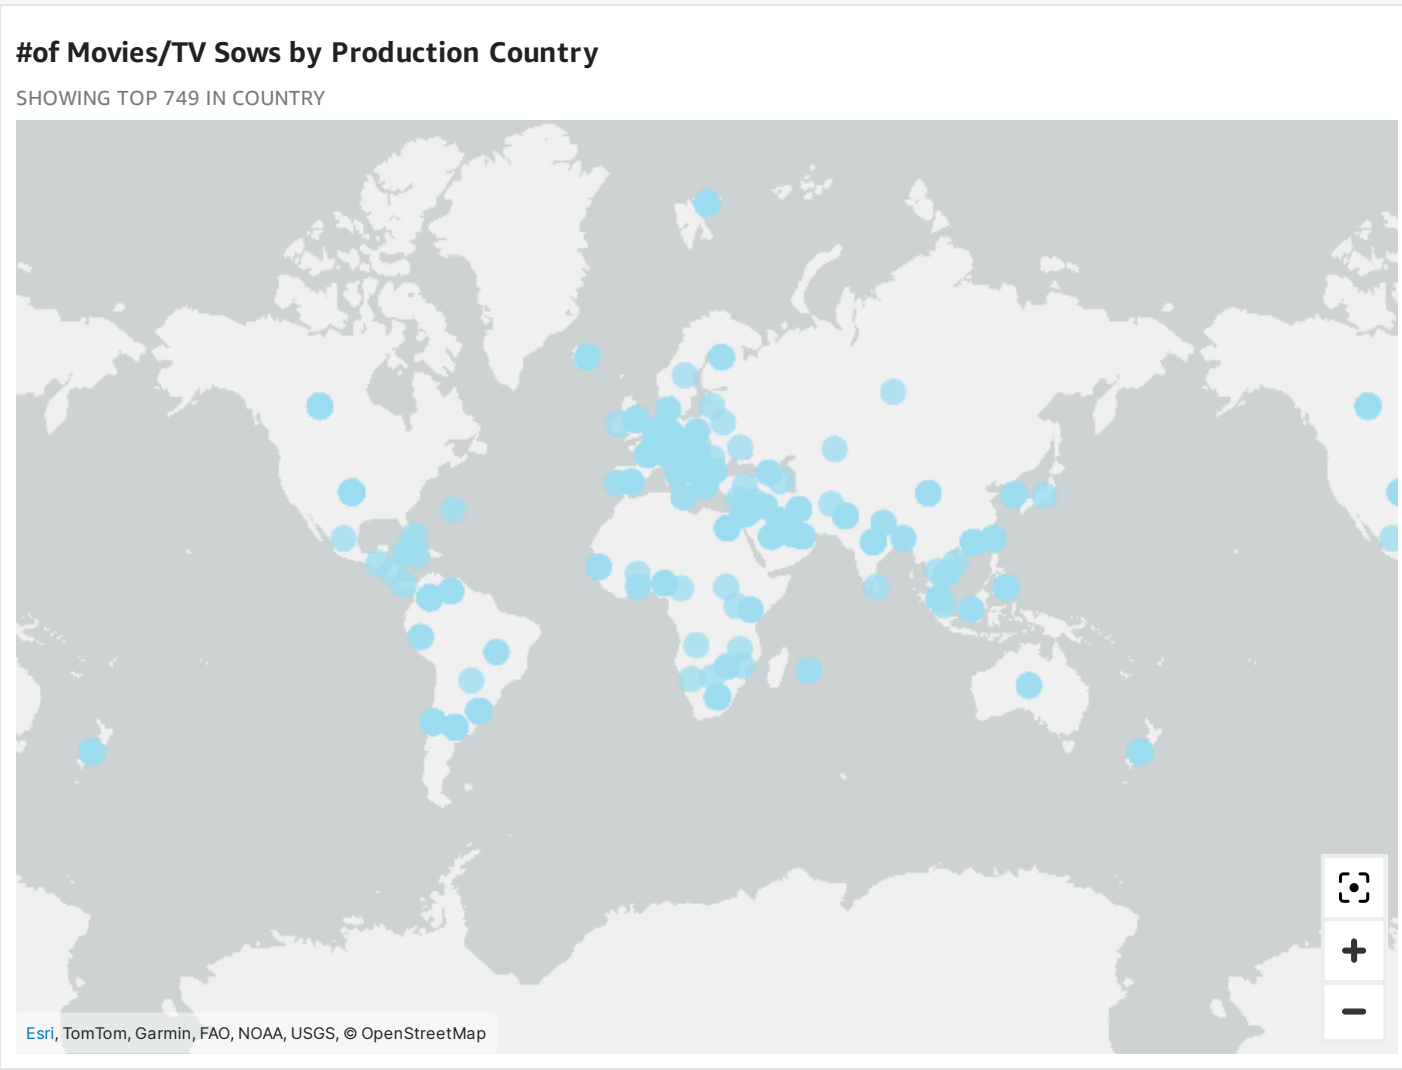 #of Movies/TV Sows by Production Country
SHOWING TOP 749 IN COUNTRY
Esri, TomTom, Garmin, FAO, NOAA, USGS, © OpenStreetMap